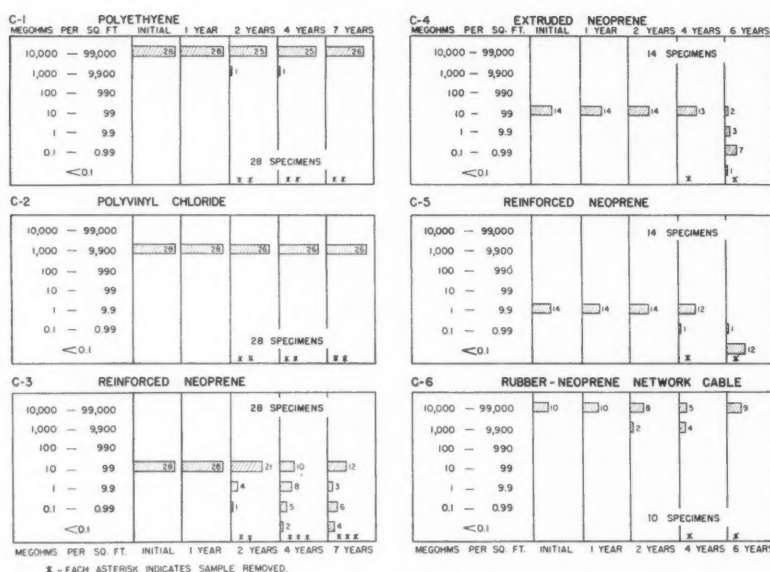 C-1 POLYETHYENE
MEGOHMS PER SQ. FT. INITIAL 1 YEAR 2 YEARS 4 YEARS 7 YEARS
10,000 — 99,000 28 28 25 25 26
1,000 — 9,900 1 1
100 — 990
10 — 99
1 — 9.9
0.1 — 0.99
28 SPECIMENS
<0.1 ** ** **
C-2 POLYVINYL CHLORIDE
10,000 — 99,000
1,000 — 9,900 28 28 26 26 26
100 — 990
10 — 99
1 — 9.9
0.1 — 0.99
28 SPECIMENS
<0.1 ** ** **
C-3 REINFORCED NEOPRENE
28 SPECIMENS
10,000 — 99,000
1,000 — 9,900
100 — 990
10 — 99 28 28 21 10 12
1 — 9.9 4 8 3
0.1 — 0.99 1 5 6
<0.1 2 4
** *** ***
MEGOHMS PER SQ. FT. INITIAL 1 YEAR 2 YEARS 4 YEARS 7 YEARS
* - EACH ASTERISK INDICATES SAMPLE REMOVED.
C-4 EXTRUDED NEOPRENE
MEGOHMS PER SQ. FT. INITIAL 1 YEAR 2 YEARS 4 YEARS 6 YEARS
14 SPECIMENS
10,000 — 99,000
1,000 — 9,900
100 — 990
10 — 99 14 14 14 13 2
1 — 9.9 3
0.1 — 0.99 7
<0.1 1
* *
C-5 REINFORCED NEOPRENE
14 SPECIMENS
10,000 — 99,000
1,000 — 9,900
100 — 990
10 — 99
1 — 9.9 14 14 14 12
0.1 — 0.99 1 1
<0.1 12
* *
C-6 RUBBER-NEOPRENE NETWORK CABLE
10,000 — 99,000 10 10 8 5 9
1,000 — 9,900 2 4
100 — 990
10 — 99
1 — 9.9
0.1 — 0.99
10 SPECIMENS
<0.1 * *
MEGOHMS PER SQ. FT. INITIAL 1 YEAR 2 YEARS 4 YEARS 6 YEARS